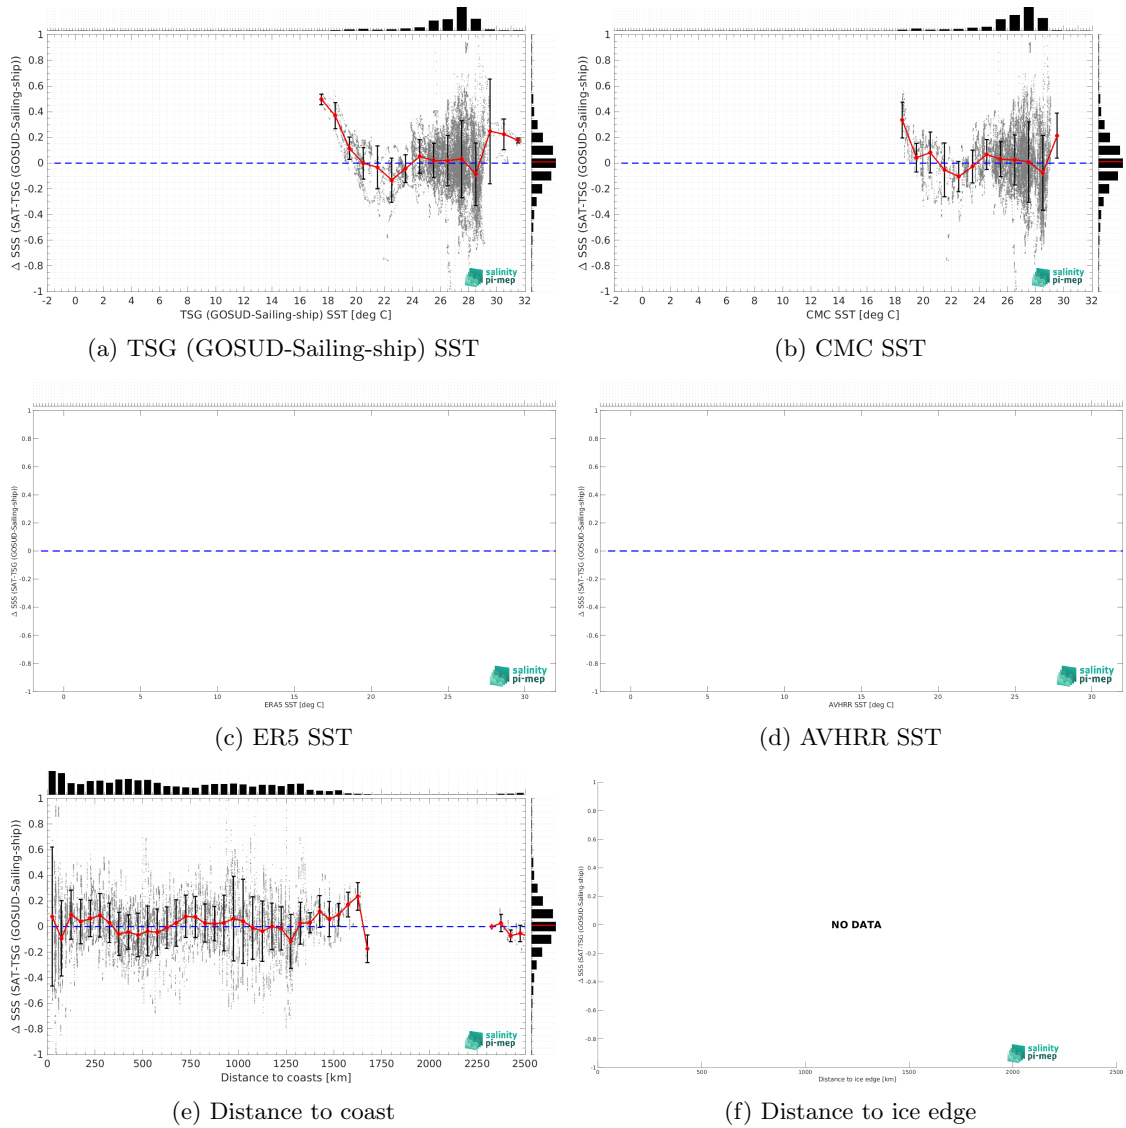 1
0.8
0.6
0.4
0.2
0
-0.2
-0.4
-0.6
-0.8
-1
Δ SSS (SAT-TSG (GOSUD-Sailing-ship))
salinity
pi-mep
-2 0 2 4 6 8 10 12 14 16 18 20 22 24 26 28 30 32
TSG (GOSUD-Sailing-ship) SST [deg C]
(a) TSG (GOSUD-Sailing-ship) SST
1
0.8
0.6
0.4
0.2
0
-0.2
-0.4
-0.6
-0.8
-1
Δ SSS (SAT-TSG (GOSUD-Sailing-ship))
salinity
pi-mep
-2 0 2 4 6 8 10 12 14 16 18 20 22 24 26 28 30 32
CMC SST [deg C]
(b) CMC SST
1
0.8
0.6
0.4
0.2
0
-0.2
-0.4
-0.6
-0.8
-1
Δ SSS (SAT-TSG (GOSUD-Sailing-ship))
salinity
pi-mep
0 5 10 15 20 25 30
ERA5 SST [deg C]
(c) ER5 SST
1
0.8
0.6
0.4
0.2
0
-0.2
-0.4
-0.6
-0.8
-1
Δ SSS (SAT-TSG (GOSUD-Sailing-ship))
salinity
pi-mep
0 5 10 15 20 25 30
AVHRR SST [deg C]
(d) AVHRR SST
1
0.8
0.6
0.4
0.2
0
-0.2
-0.4
-0.6
-0.8
-1
Δ SSS (SAT-TSG (GOSUD-Sailing-ship))
salinity
pi-mep
0 250 500 750 1000 1250 1500 1750 2000 2250 2500
Distance to coasts [km]
(e) Distance to coast
1
0.8
0.6
0.4
0.2
0
-0.2
-0.4
-0.6
-0.8
-1
Δ SSS (SAT-TSG (GOSUD-Sailing-ship))
NO DATA
salinity
pi-mep
0 500 1000 1500 2000 2500
Distance to ice edge [km]
(f) Distance to ice edge